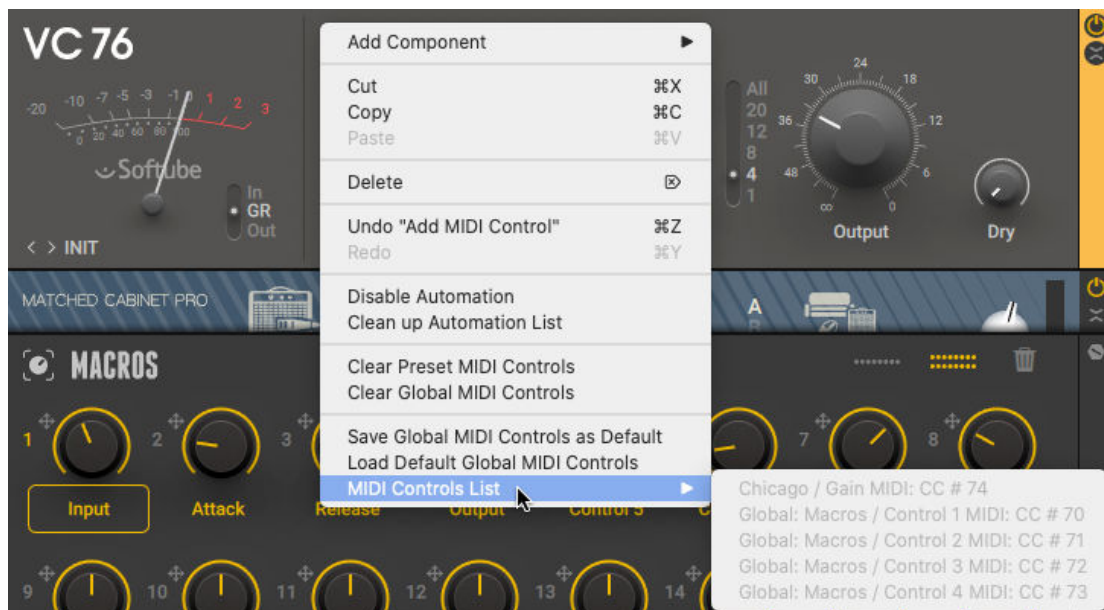 VC 76
-20 -10 -7 -5 -3 -1 0 1 2 3
0 20 40 60 80 100
Softube
In
GR
Out
< > INIT
Add Component
Cut ⌘X
Copy ⌘C
Paste ⌘V
Delete ⌦
Undo "Add MIDI Control" ⌘Z
Redo ⌘Y
Disable Automation
Clean up Automation List
Clear Preset MIDI Controls
Clear Global MIDI Controls
Save Global MIDI Controls as Default
Load Default Global MIDI Controls
MIDI Controls List
All
20
12
8
4
1
24
30 18
36 12
48 6
∞ 0
Output
Dry
MATCHED CABINET PRO
A
MACROS
1 2 3 7 8
Input Attack Release Output Control 5
9 10 11 12 13 14
Chicago / Gain MIDI: CC # 74
Global: Macros / Control 1 MIDI: CC # 70
Global: Macros / Control 2 MIDI: CC # 71
Global: Macros / Control 3 MIDI: CC # 72
Global: Macros / Control 4 MIDI: CC # 73